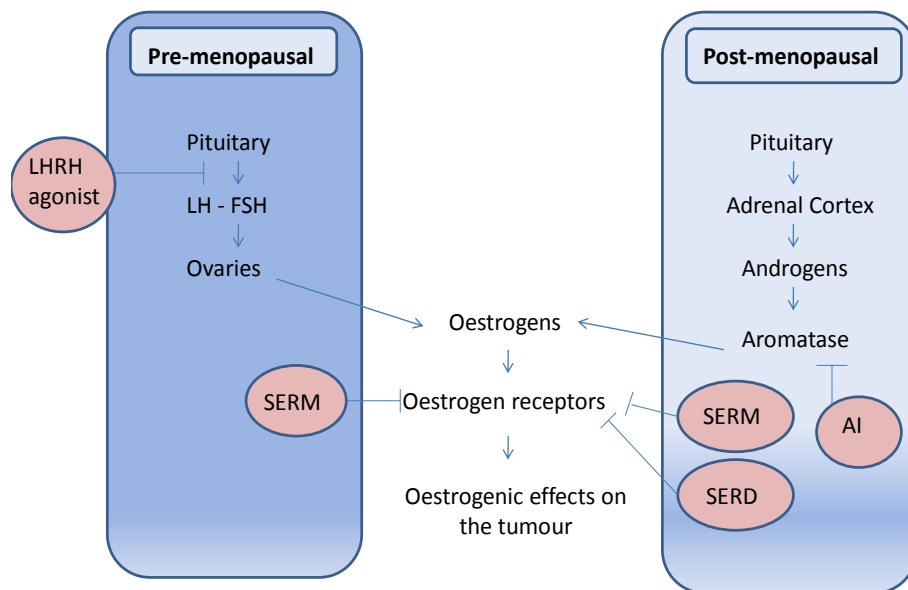 Pre-menopausal
Pituitary
LHRH
agonist
LH - FSH
Ovaries
SERM
Oestrogens
Oestrogen receptors
Oestrogenic effects on
the tumour
Post-menopausal
Pituitary
Adrenal Cortex
Androgens
Aromatase
SERM
AI
SERD